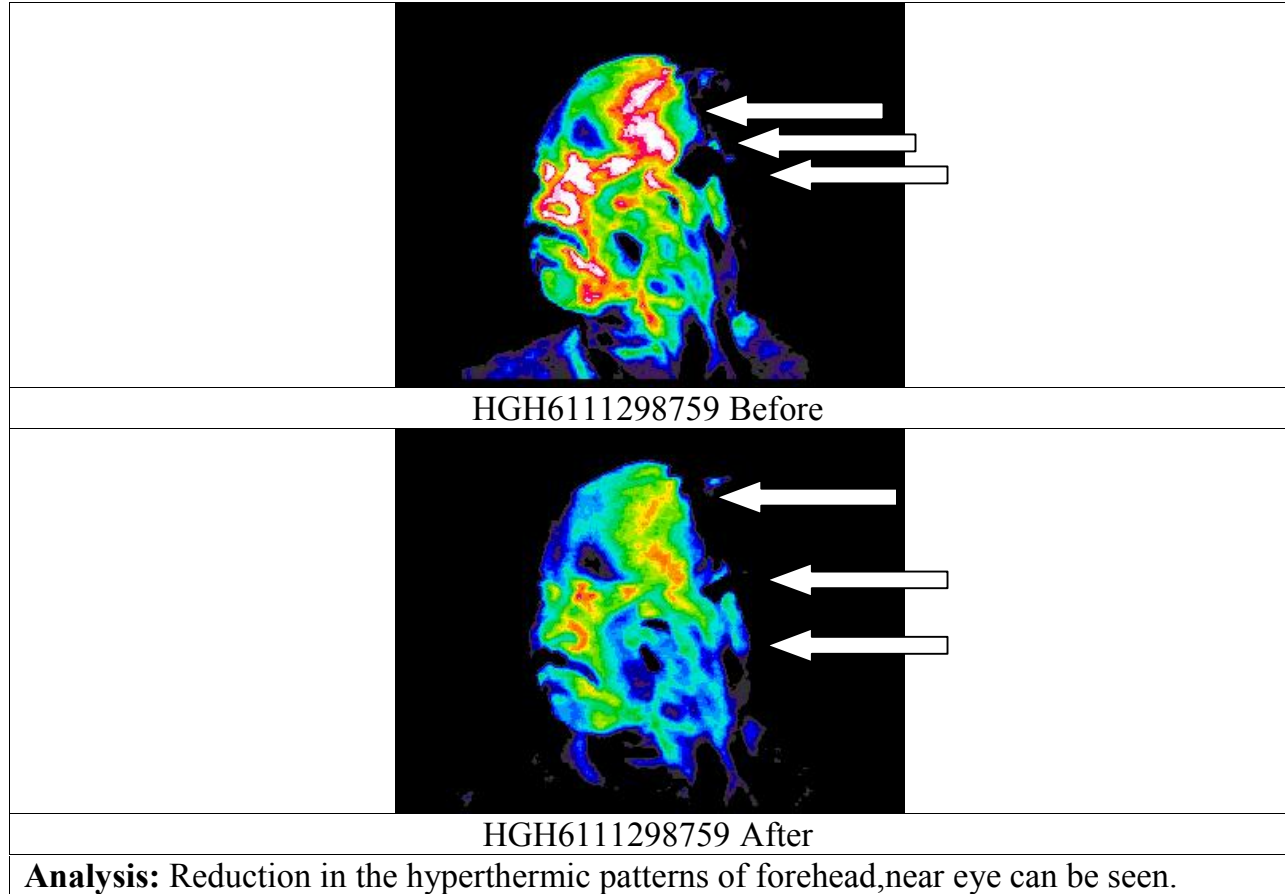 HGH6111298759 Before
HGH6111298759 After
Analysis: Reduction in the hyperthermic patterns of forehead,near eye can be seen.